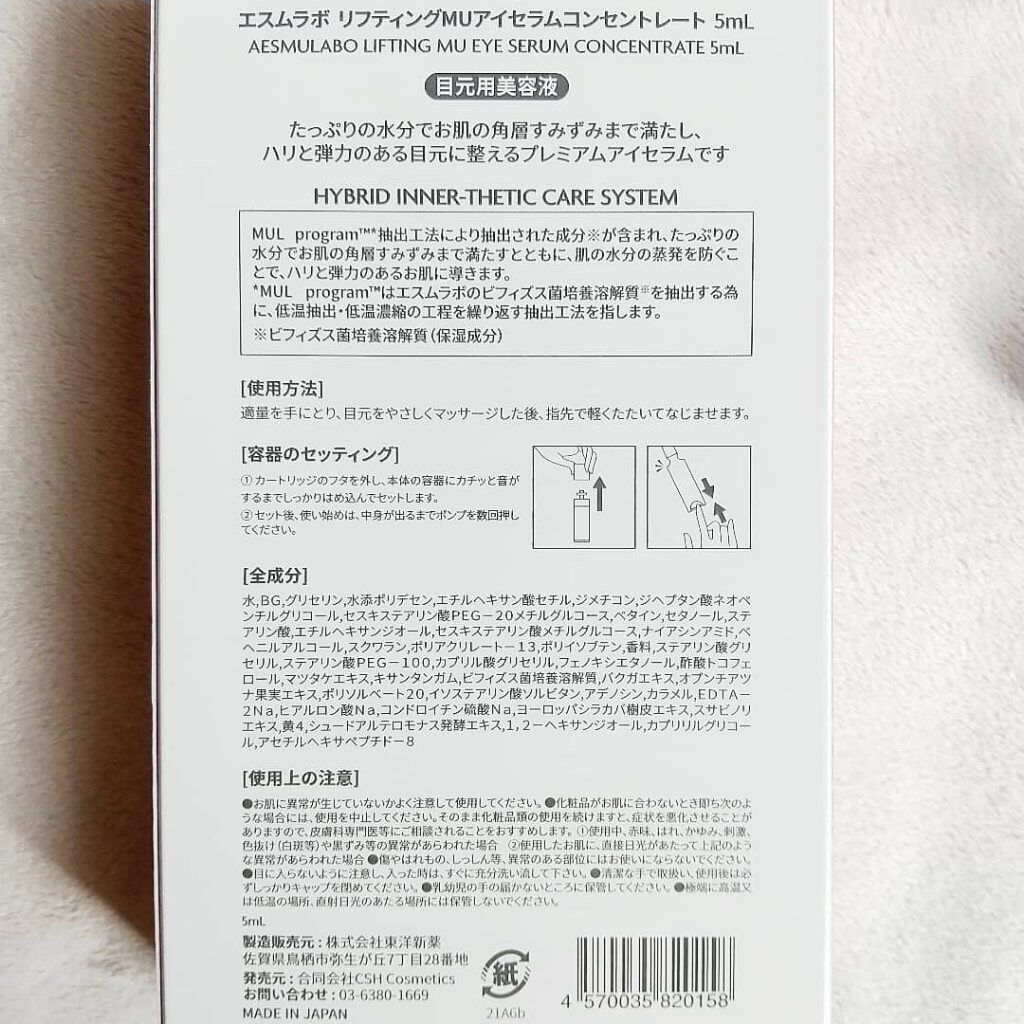 エスムラボ リフティングMUアイセラムコンセントレート 5mL
AESMULABO LIFTING MU EYE SERUM CONCENTRATE 5mL
目元用美容液
たっぷりの水分でお肌の角層すみずみまで満たし、
ハリと弾力のある目元に整えるプレミアムアイセラムです
HYBRID INNER-THETIC CARE SYSTEM
MUL program™*抽出工法により抽出された成分※が含まれ、たっぷりの
水分でお肌の角層すみずみまで満たすとともに、肌の水分の蒸発を防ぐこ
とで、ハリと弾力のあるお肌に導きます。
*MUL program™はエスムラボのビフィズス菌培養溶解質※を抽出する為
に、低温抽出・低温濃縮の工程を繰り返す抽出工法を指します。
※ビフィズス菌培養溶解質（保湿成分）
[使用方法]
適量を手にとり、目元をやさしくマッサージした後、指先で軽くたたいてなじませます。
[容器のセッティング]
①カートリッジのフタを外し、本体の容器にカチッと音が
するまでしっかりはめ込んでセットします。
②セット後、使い始めは、中身が出るまでポンプを数回押し
てください。
[全成分]
水,BG,グリセリン,水添ポリデセン,エチルヘキサン酸セチル,ジメチコン,ジヘプタン酸ネオペ
ンチルグリコール,セスキステアリン酸PEG－20メチルグルコース,ベタイン,セタノール,ステ
アリン酸,エチルヘキサンジオール,セスキステアリン酸メチルグルコース,ナイアシンアミド,ベ
ヘニルアルコール,スクワラン,ポリアクリレート－13,ポリイソブテン,香料,ステアリン酸グリ
セリル,ステアリン酸PEG－100,カプリル酸グリセリル,フェノキシエタノール,酢酸トコフェ
ロール,マツタケエキス,キサンタンガム,ビフィズス菌培養溶解質,バクガエキス,オプンチアツ
ナ果実エキス,ポリソルベート20,イソステアリン酸ソルビタン,アデノシン,カラメル,EDTA－
2Na,ヒアルロン酸Na,コンドロイチン硫酸Na,ヨーロッパシラカバ樹皮エキス,スサビノリ
エキス,黄4,シュードアルテロモナス発酵エキス,1，2－ヘキサンジオール,カプリリルグリコー
ル,アセチルヘキサペプチド－8
[使用上の注意]
●お肌に異常が生じていないかよく注意して使用してください。●化粧品がお肌に合わないとき即ち次のよ
うな場合には、使用を中止してください。そのまま化粧品類の使用を続けますと、症状を悪化させることが
ありますので、皮膚科専門医等にご相談されることをおすすめします。①使用中、赤味、はれ、かゆみ、刺激、
色抜け（白斑等）や黒ずみ等の異常があらわれた場合 ②使用したお肌に、直接日光があたって上記のよう
な異常があらわれた場合●傷やはれもの、しっしん等、異常のある部位にはお使いにならないでください。
●目に入らないように注意し、入った時は、すぐに充分洗い流して下さい。●清潔な手で取扱い、使用後は必
ずしっかりキャップを閉めてください。●乳幼児の手の届かないところに保管してください。●極端に高温又
は低温の場所、直射日光のあたる場所には保管しないでください。
5mL
製造販売元：株式会社東洋新薬
佐賀県鳥栖市弥生が丘7丁目28番地
発売元：合同会社CSH Cosmetics
お問い合わせ：03-6380-1669
MADE IN JAPAN
紙
21A6b
4 570035 820158